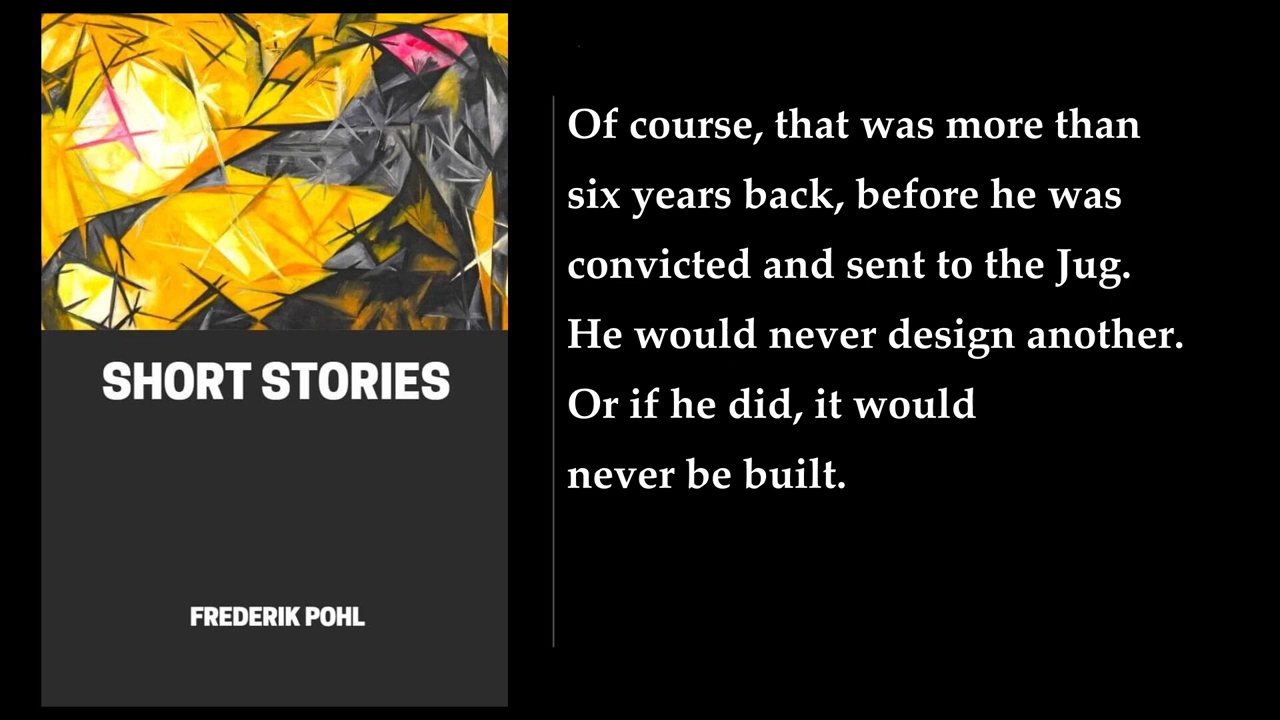 SHORT STORIES
FREDERIK POHL
Of course, that was more than
six years back, before he was
convicted and sent to the Jug.
He would never design another.
Or if he did, it would
never be built.